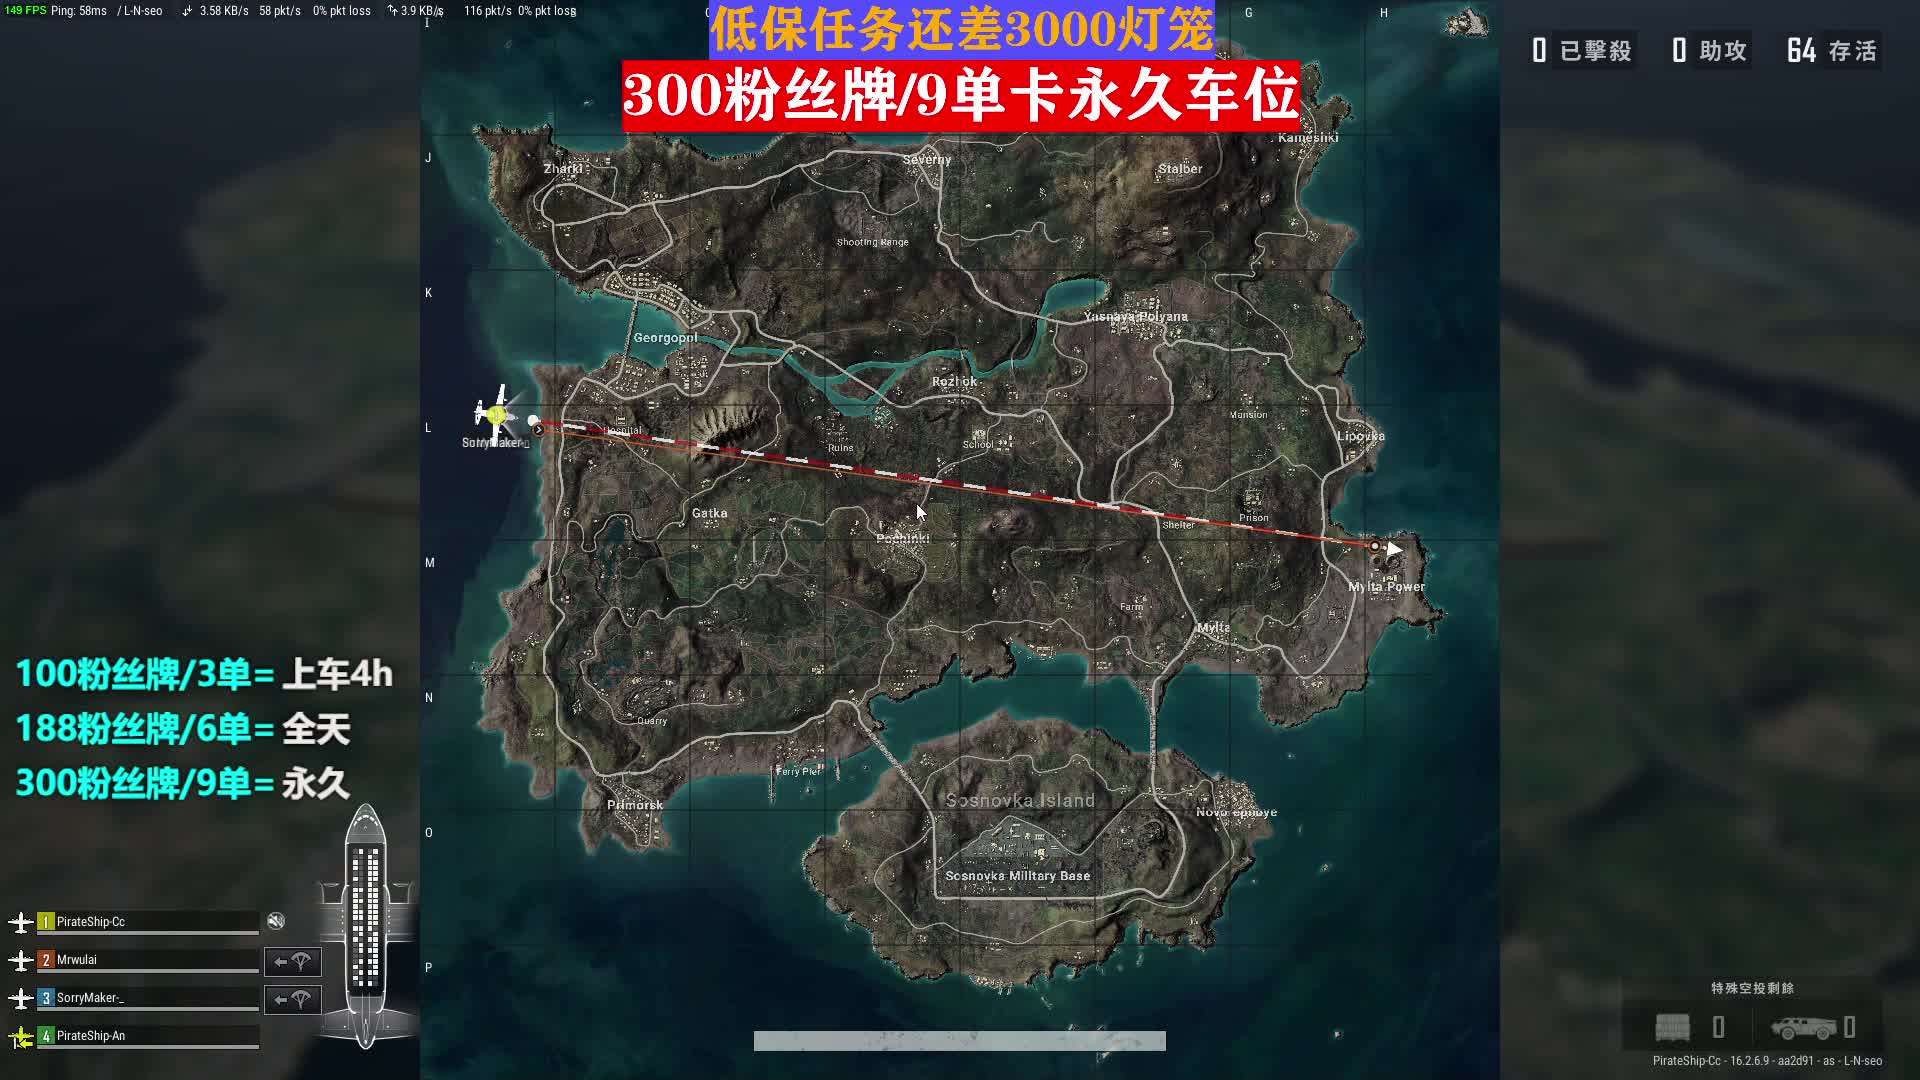 149 FPS Ping: 58ms / L-N-seo 3.58 KB/s 58 pkt/s 0% pkt loss 3.9 KB/s 116 pkt/s 0% pkt loss
低保任务还差3000灯笼
300粉丝牌/9单卡永久车位
0 已擊殺 0 助攻 64 存活
I
G
H
J
K
L
M
N
O
P
Kameshki
Zharki
Severny
Stalber
Shooting Range
Yasnaya Polyana
Georgopol
Rozhok
Mansion
Hospital
Lipovka
SorryMaker-_
Ruins
School
Gatka
Prison
Shelter
Pochinki
Mylta Power
Farm
Mylta
Quarry
Ferry Pier
Primorsk
Sosnovka Island
Novorepnoye
Sosnovka Military Base
100粉丝牌/3单= 上车4h
188粉丝牌/6单= 全天
300粉丝牌/9单= 永久
1 PirateShip-Cc
2 Mrwulai
3 SorryMaker-_
4 PirateShip-An
特殊空投剩餘
0 0
PirateShip-Cc - 16.2.6.9 - aa2d91 - as - L-N-seo